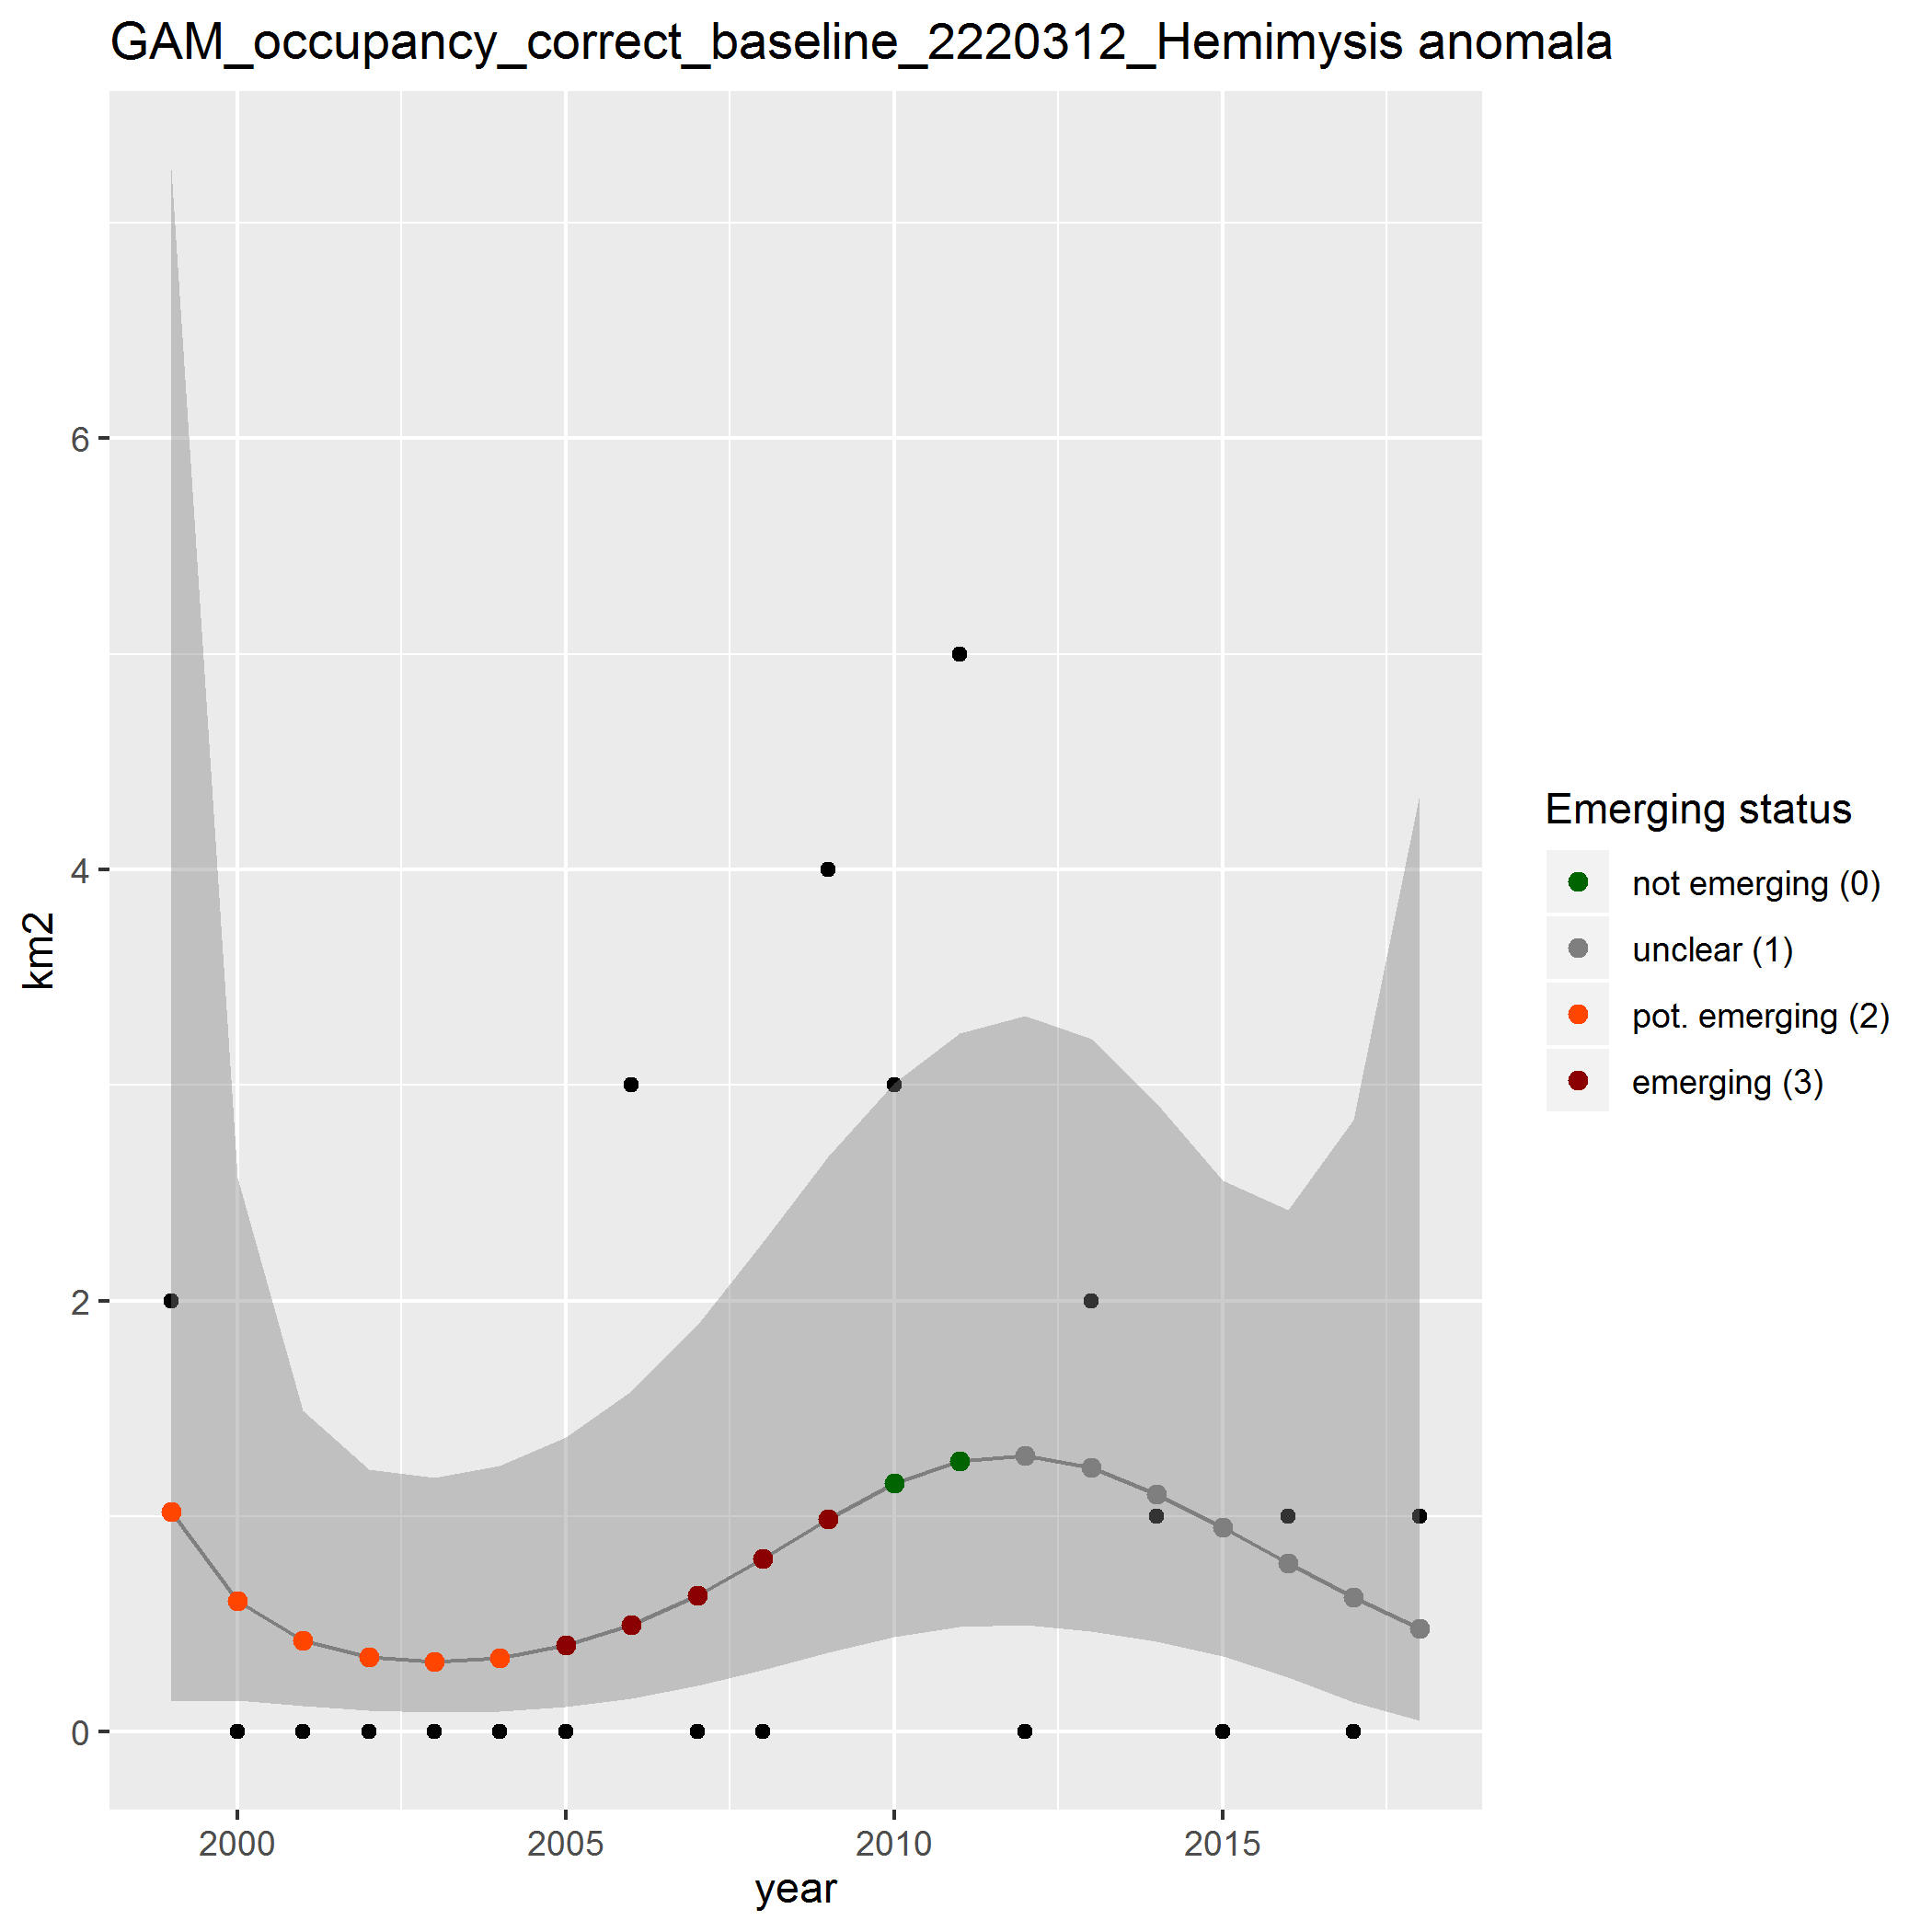 GAM_occupancy_correct_baseline_2220312_Hemimysis anomala
6
4
2
0
km2
2000 2005 2010 2015
year
Emerging status
not emerging (0)
unclear (1)
pot. emerging (2)
emerging (3)